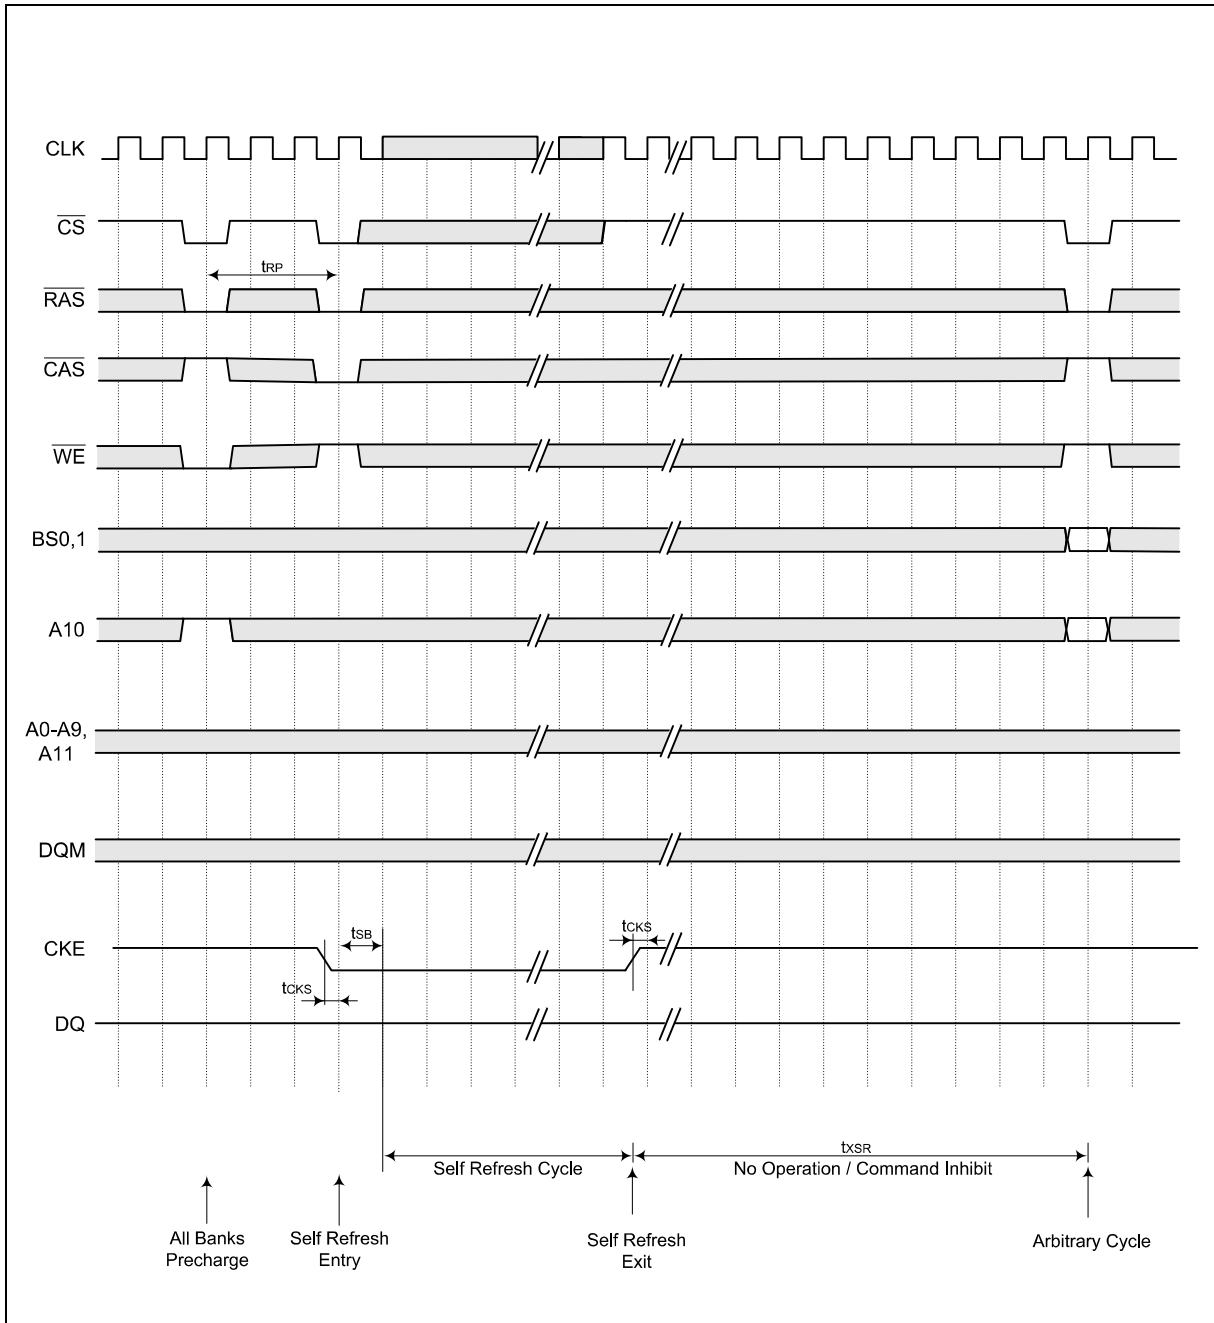 CLK
CS
tRP
RAS
CAS
WE
BS0,1
A10
A0-A9,
A11
DQM
tSB
tCKS
CKE
tCKS
DQ
tXSR
Self Refresh Cycle
No Operation / Command Inhibit
All Banks
Precharge
Self Refresh
Entry
Self Refresh
Exit
Arbitrary Cycle